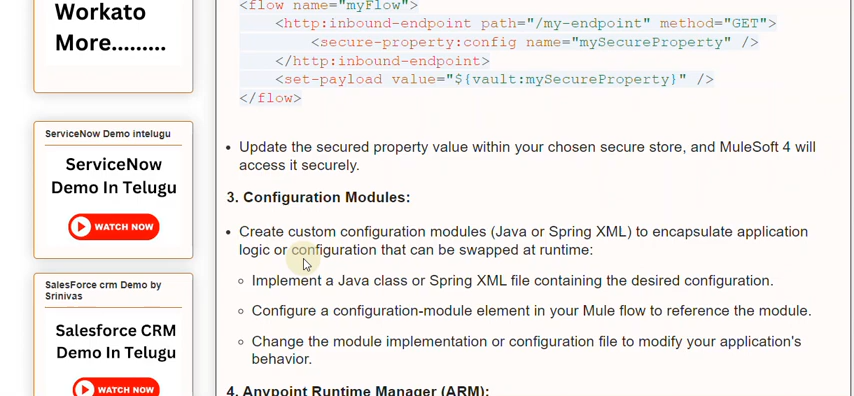 Workato
More.........
ServiceNow Demo intelugu
ServiceNow
Demo In Telugu
WATCH NOW
SalesForce crm Demo by
Srinivas
Salesforce CRM
Demo In Telugu
WATCH NOW
<flow name="myFlow">
<http:inbound-endpoint path="/my-endpoint" method="GET">
<secure-property:config name="mySecureProperty" />
</http:inbound-endpoint>
<set-payload value="${vault:mySecureProperty}" />
</flow>
• Update the secured property value within your chosen secure store, and MuleSoft 4 will
access it securely.
3. Configuration Modules:
• Create custom configuration modules (Java or Spring XML) to encapsulate application
logic or configuration that can be swapped at runtime:
◦ Implement a Java class or Spring XML file containing the desired configuration.
◦ Configure a configuration-module element in your Mule flow to reference the module.
◦ Change the module implementation or configuration file to modify your application's
behavior.
4. Anypoint Runtime Manager (ARM):